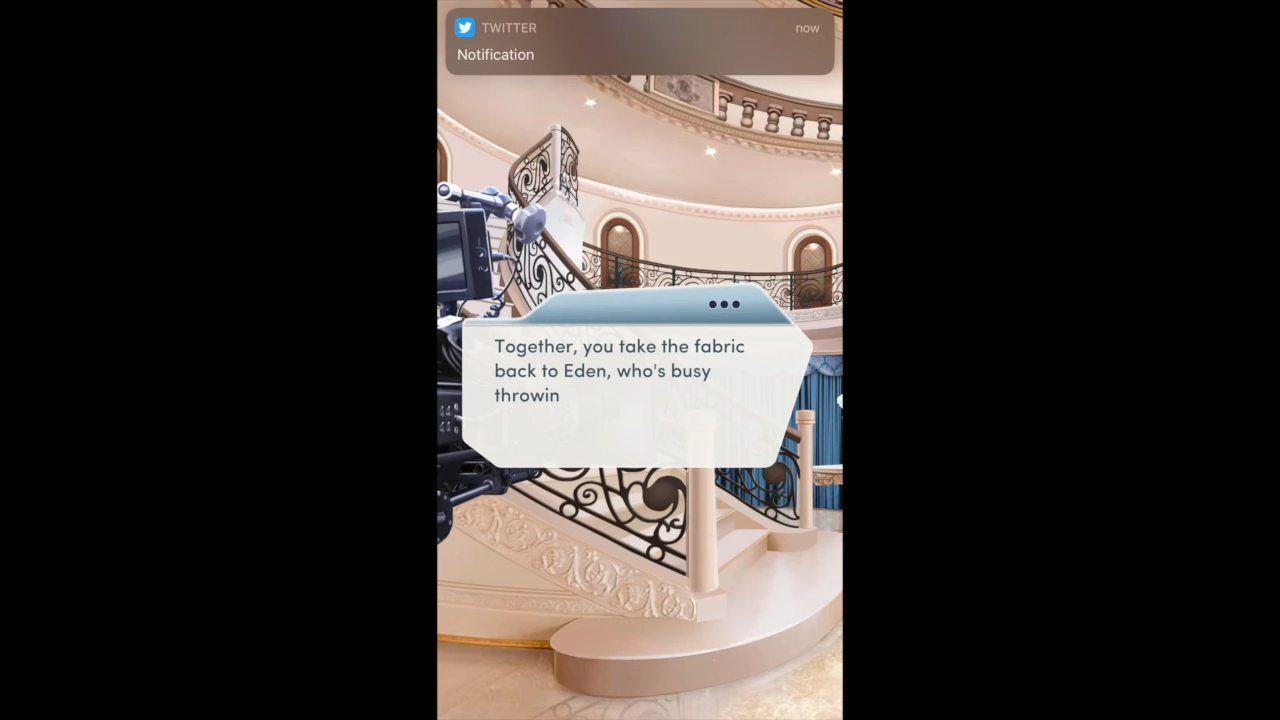 TWITTER now
Notification
Together, you take the fabric
back to Eden, who's busy
throwin